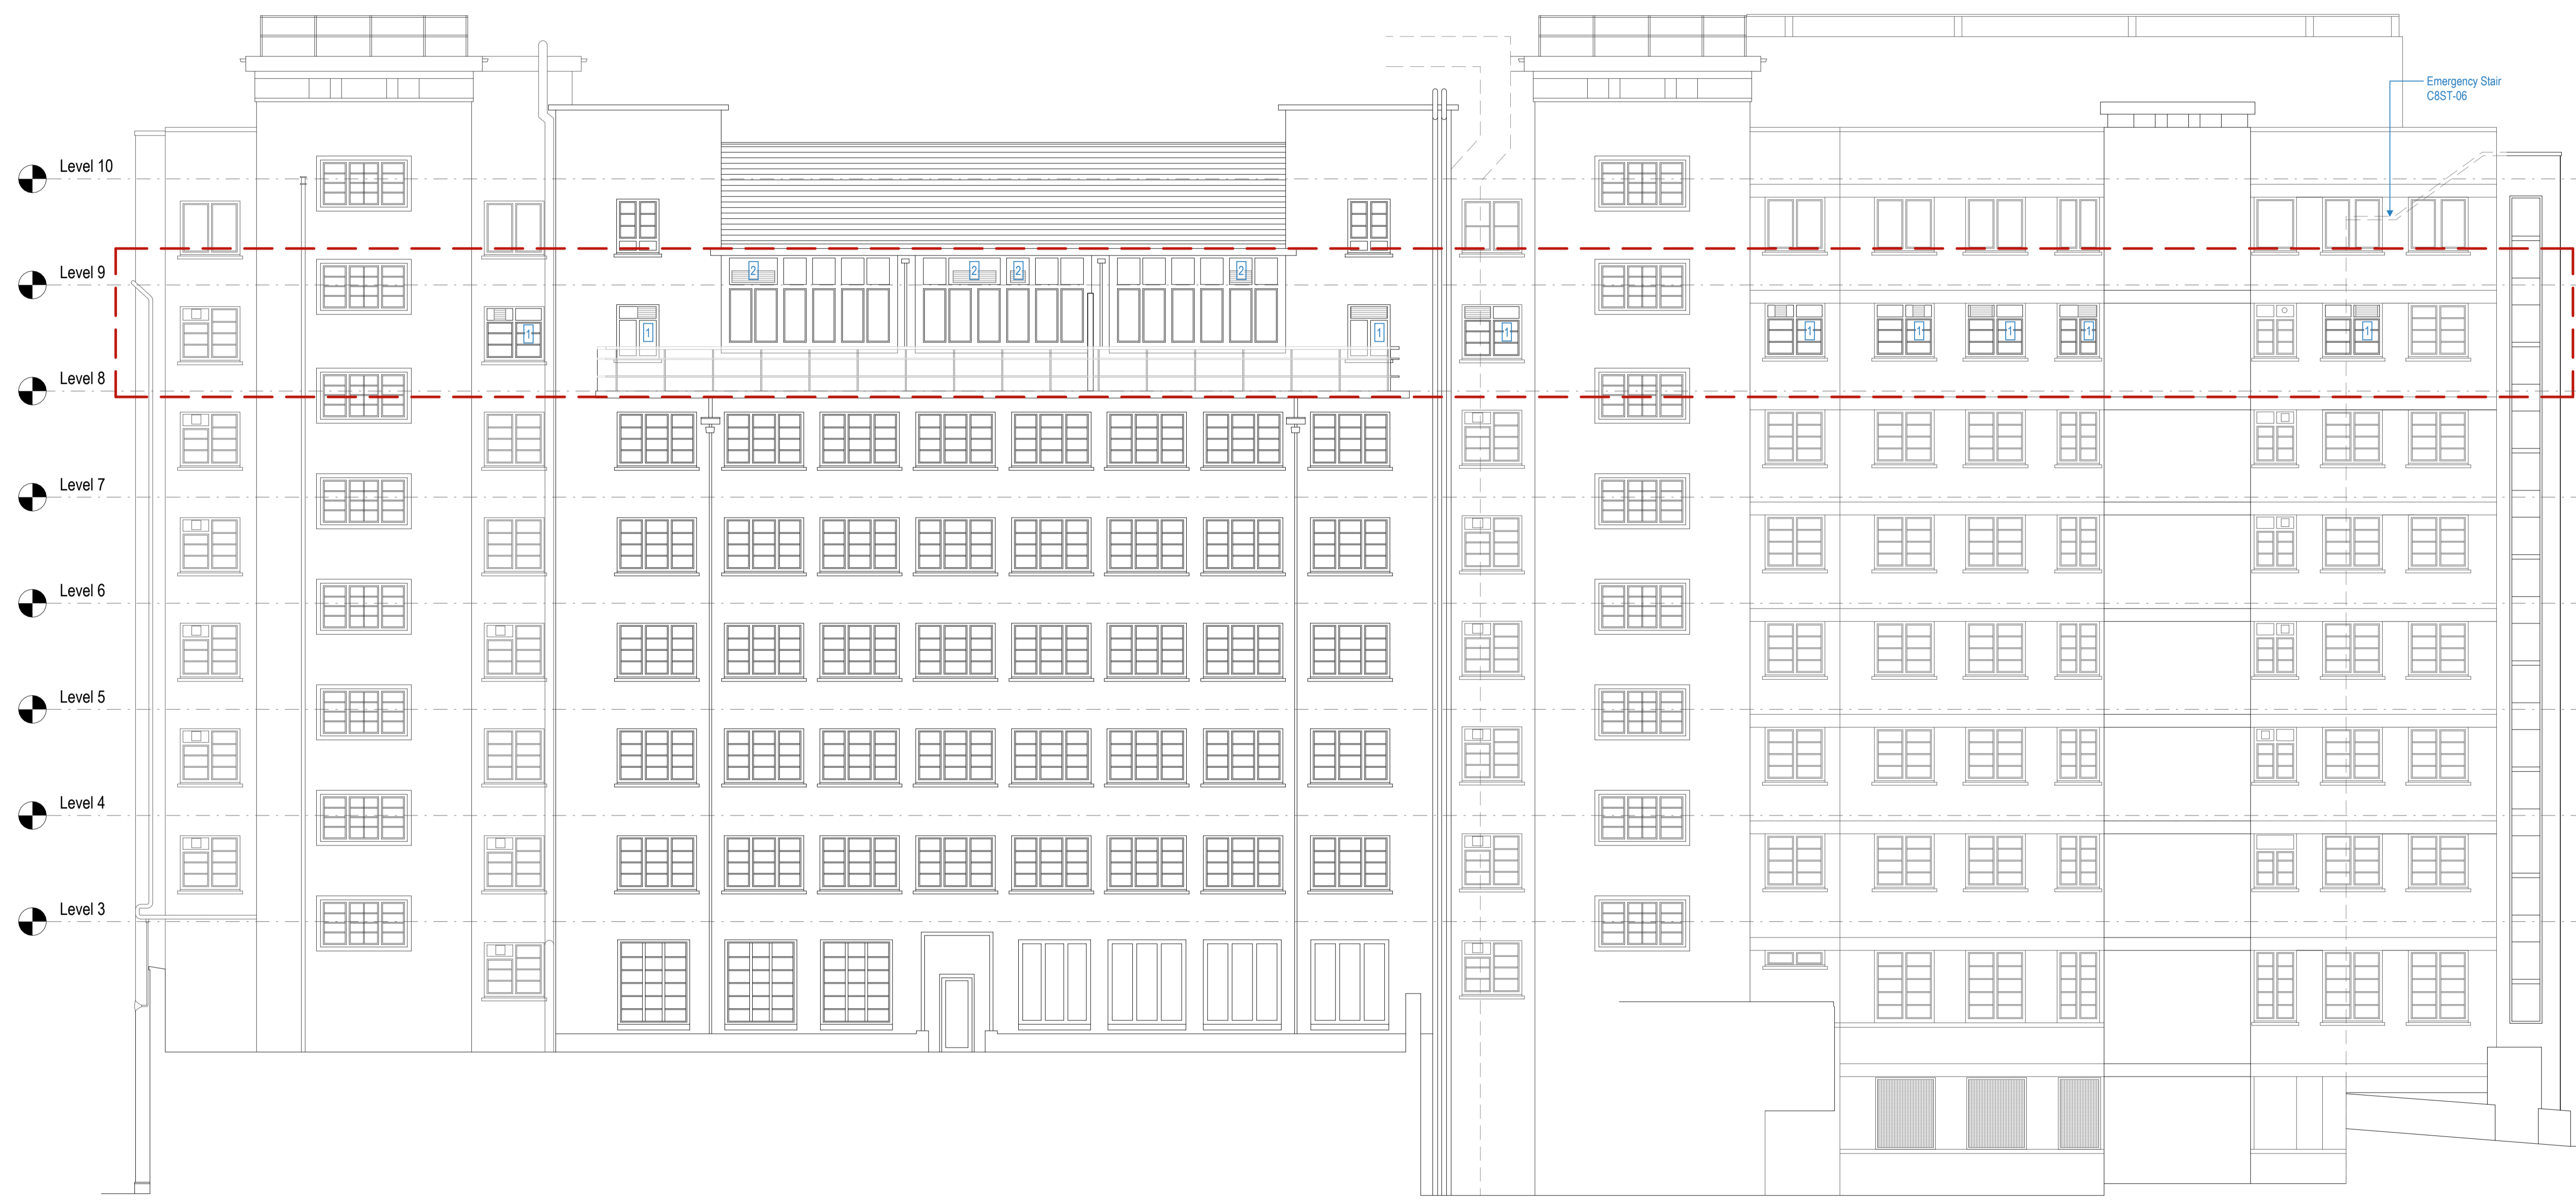 Emergency Stair
C8ST-06
Level 10
Level 9
2 2 2 2
1 1 1 1 1 1 1 1 1
Level 8
Level 7
Level 6
Level 5
Level 4
Level 3